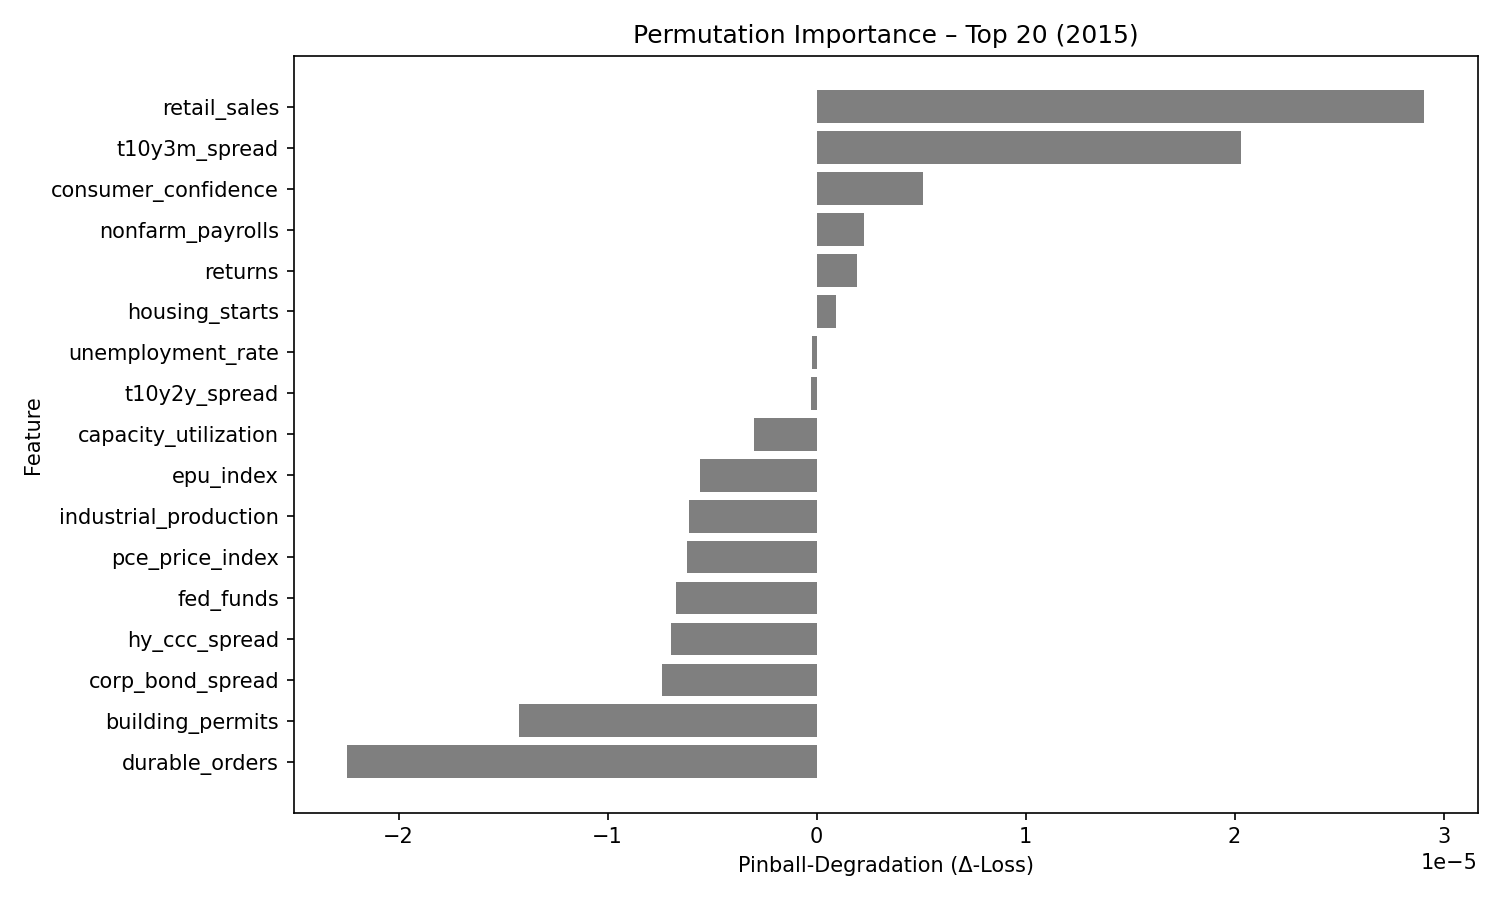 Permutation Importance – Top 20 (2015)
retail_sales
t10y3m_spread
consumer_confidence
nonfarm_payrolls
returns
housing_starts
unemployment_rate
t10y2y_spread
capacity_utilization
epu_index
industrial_production
pce_price_index
fed_funds
hy_ccc_spread
corp_bond_spread
building_permits
durable_orders
Feature
−2 −1 0 1 2 3
1e−5
Pinball-Degradation (Δ-Loss)